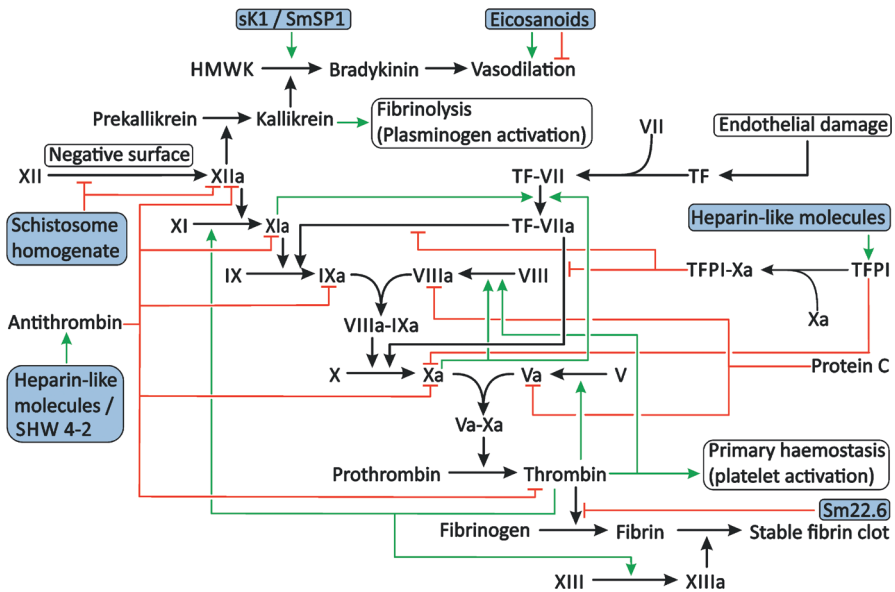 sK1 / SmSP1
Eicosanoids
HMWK
Bradykinin
Vasodilation
Prekallikrein
Kallikrein
Fibrinolysis
(Plasminogen activation)
VII
Endothelial damage
Negative surface
XII
XIIa
TF-VII
TF
Schistosome
homogenate
XI
XIa
TF-VIIa
Heparin-like molecules
IX
IXa
VIIIa
VIII
TFPI-Xa
TFPI
Antithrombin
VIIIa-IXa
Xa
Protein C
X
Xa
Va
V
Heparin-like
molecules /
SHW 4-2
Va-Xa
Prothrombin
Thrombin
Primary haemostasis
(platelet activation)
Sm22.6
Fibrinogen
Fibrin
Stable fibrin clot
XIII
XIIIa